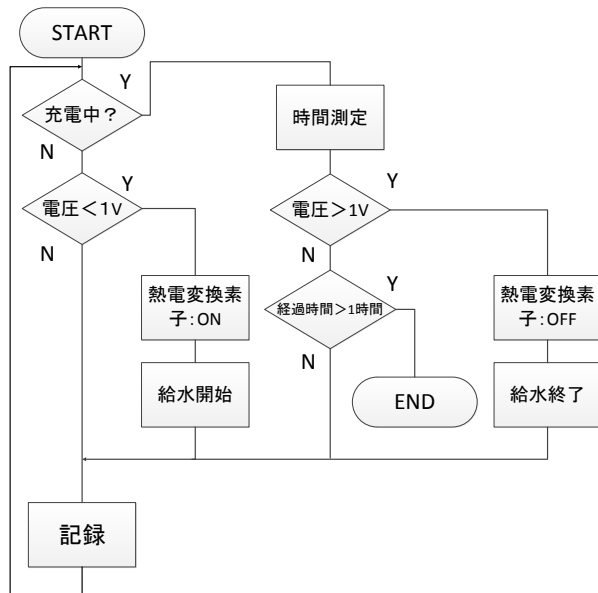 START
Y
充電中？
時間測定
N
Y
電圧＜1V
Y
電圧＞1V
N
N
熱電変換素
子：ON
Y
経過時間＞1時間
熱電変換素
子：OFF
N
給水開始
END
給水終了
記録